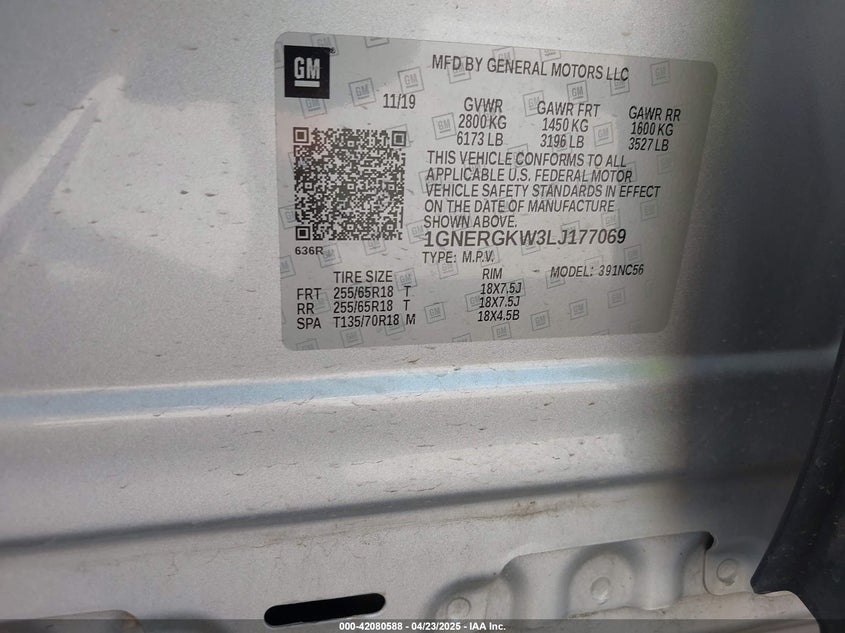 GM ®
MFD BY GENERAL MOTORS LLC
11/19
GVWR GAWR FRT GAWR RR
2800 KG 1450 KG 1600 KG
6173 LB 3196 LB 3527 LB
THIS VEHICLE CONFORMS TO ALL
APPLICABLE U.S. FEDERAL MOTOR
VEHICLE SAFETY STANDARDS IN EFFECT
ON THE DATE OF MANUFACTURE
SHOWN ABOVE.
1GNERGKW3LJ177069
636R
TYPE: M.P.V.
TIRE SIZE RIM MODEL: 391NC56
FRT 255/65R18 T 18X7.5J
RR 255/65R18 T 18X7.5J
SPA T135/70R18 M 18X4.5B
000-42080588 - 04/23/2025 - IAA Inc.